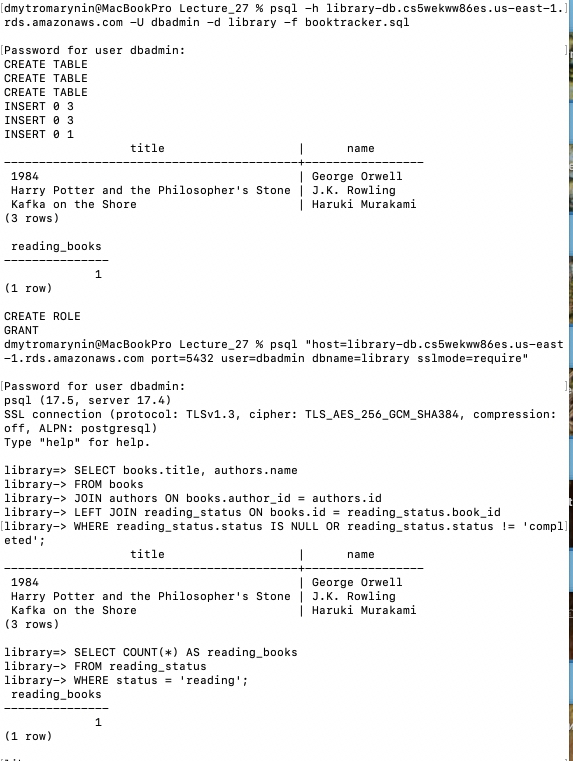 dmytromarynin@MacBookPro Lecture_27 % psql -h library-db.cs5wekww86es.us-east-1.
rds.amazonaws.com -U dbadmin -d library -f booktracker.sql
[Password for user dbadmin: ]
CREATE TABLE
CREATE TABLE
CREATE TABLE
INSERT 0 3
INSERT 0 3
INSERT 0 1
title | name
------------------------------------------+-----------------
1984 | George Orwell
Harry Potter and the Philosopher's Stone | J.K. Rowling
Kafka on the Shore | Haruki Murakami
(3 rows)
reading_books
---------------
1
(1 row)
CREATE ROLE
GRANT
dmytromarynin@MacBookPro Lecture_27 % psql "host=library-db.cs5wekww86es.us-east
-1.rds.amazonaws.com port=5432 user=dbadmin dbname=library sslmode=require"
[Password for user dbadmin: ]
psql (17.5, server 17.4)
SSL connection (protocol: TLSv1.3, cipher: TLS_AES_256_GCM_SHA384, compression:
off, ALPN: postgresql)
Type "help" for help.
library=> SELECT books.title, authors.name
library-> FROM books
library-> JOIN authors ON books.author_id = authors.id
library-> LEFT JOIN reading_status ON books.id = reading_status.book_id
[library-> WHERE reading_status.status IS NULL OR reading_status.status != 'compl]
eted';
title | name
------------------------------------------+-----------------
1984 | George Orwell
Harry Potter and the Philosopher's Stone | J.K. Rowling
Kafka on the Shore | Haruki Murakami
(3 rows)
library=> SELECT COUNT(*) AS reading_books
library-> FROM reading_status
library-> WHERE status = 'reading';
reading_books
---------------
1
(1 row)